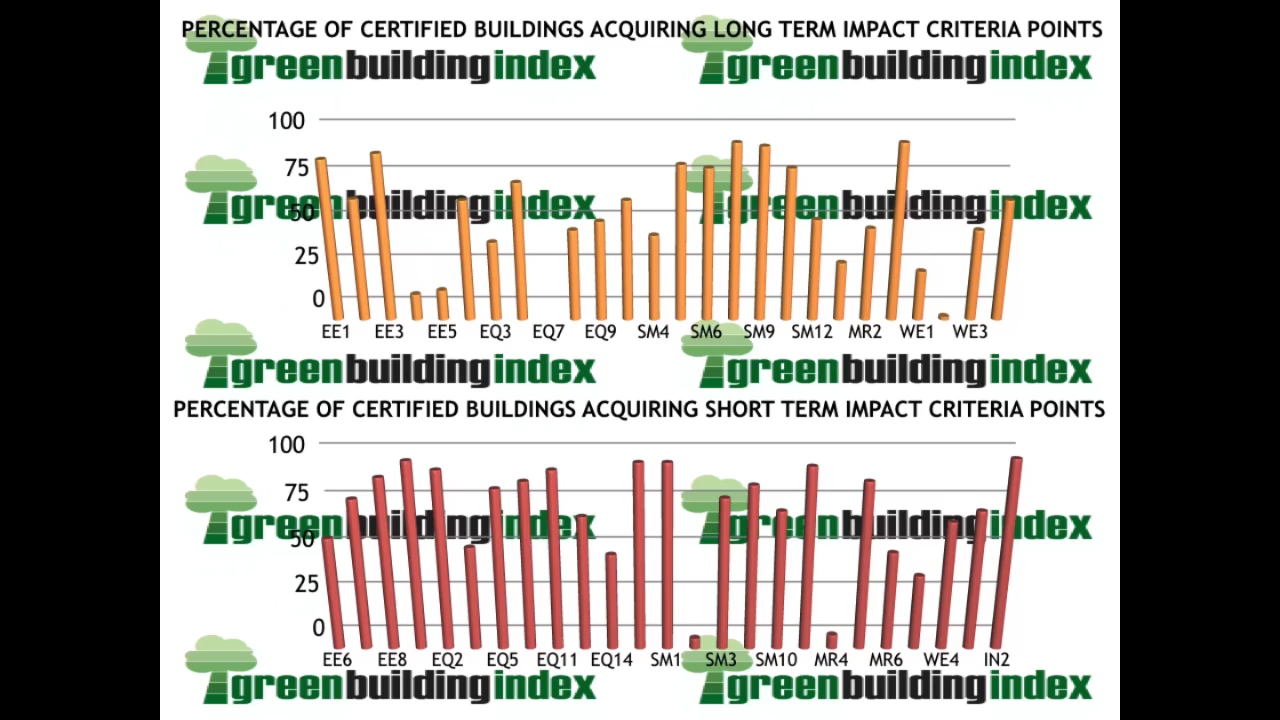 PERCENTAGE OF CERTIFIED BUILDINGS ACQUIRING LONG TERM IMPACT CRITERIA POINTS
greenbuildingindex greenbuildingindex
100
75
greenbuildingindex greenbuildingindex
50
25
0
EE1 EE3 EE5 EQ3 EQ7 EQ9 SM4 SM6 SM9 SM12 MR2 WE1 WE3
greenbuildingindex greenbuildingindex
PERCENTAGE OF CERTIFIED BUILDINGS ACQUIRING SHORT TERM IMPACT CRITERIA POINTS
100
75
greenbuildingindex greenbuildingindex
50
25
0
EE6 EE8 EQ2 EQ5 EQ11 EQ14 SM1 SM3 SM10 MR4 MR6 WE4 IN2
greenbuildingindex greenbuildingindex